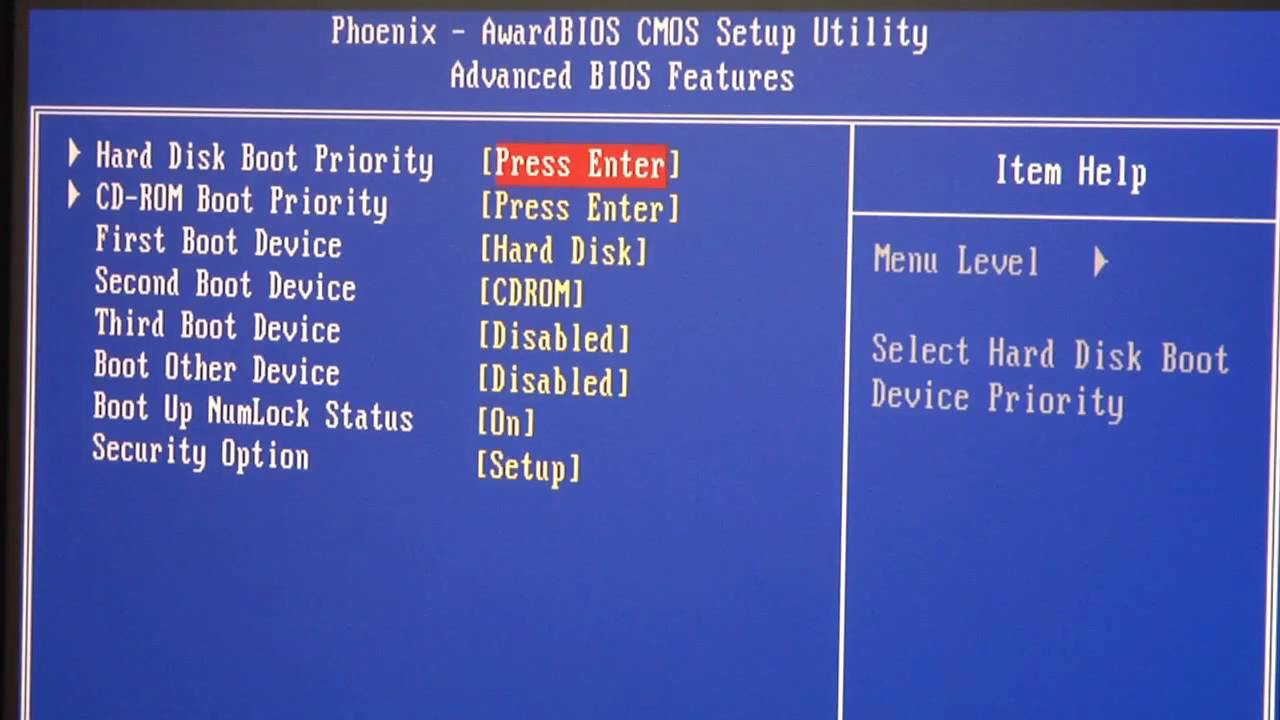 Phoenix - AwardBIOS CMOS Setup Utility
Advanced BIOS Features
Hard Disk Boot Priority [Press Enter]
CD-ROM Boot Priority [Press Enter]
First Boot Device [Hard Disk]
Second Boot Device [CDROM]
Third Boot Device [Disabled]
Boot Other Device [Disabled]
Boot Up NumLock Status [On]
Security Option [Setup]
Item Help
Menu Level
Select Hard Disk Boot
Device Priority